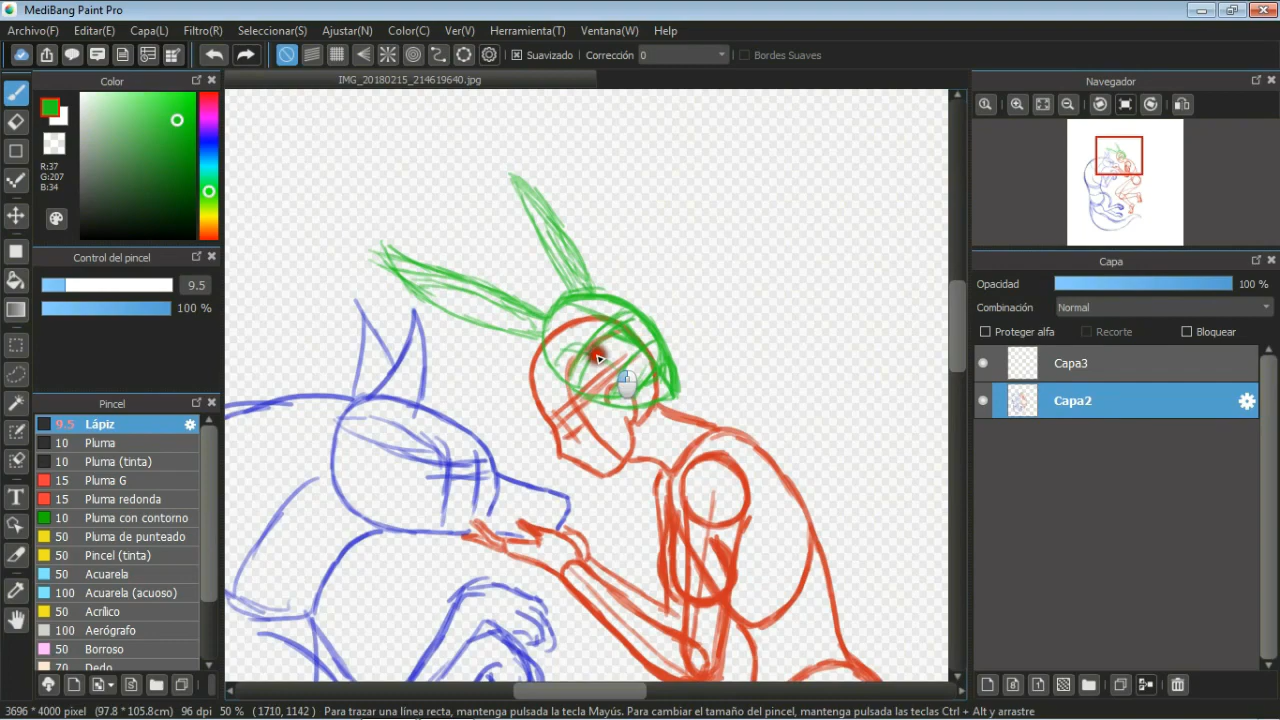 MediBang Paint Pro
Archivo(F) Editar(E) Capa(L) Filtro(R) Seleccionar(S) Ajustar(N) Color(C) Ver(V) Herramienta(T) Ventana(W) Help
Suavizado Corrección 0 Bordes Suaves
Color
IMG_20180215_214619640.jpg
Navegador
R:37
G:207
B:34
Control del pincel
9.5
100 %
Capa
Opacidad 100 %
Combinación Normal
Proteger alfa Recorte Bloquear
Capa3
Capa2
Pincel
9.5 Lápiz
10 Pluma
10 Pluma (tinta)
15 Pluma G
15 Pluma redonda
10 Pluma con contorno
50 Pluma de punteado
50 Pincel (tinta)
50 Acuarela
100 Acuarela (acuoso)
50 Acrílico
100 Aerógrafo
50 Borroso
70 Dedo
3696 * 4000 pixel (97.8 * 105.8cm) 96 dpi 50 % (1710, 1142) Para trazar una línea recta, mantenga pulsada la tecla Mayús. Para cambiar el tamaño del pincel, mantenga pulsadas las teclas Ctrl + Alt y arrastre